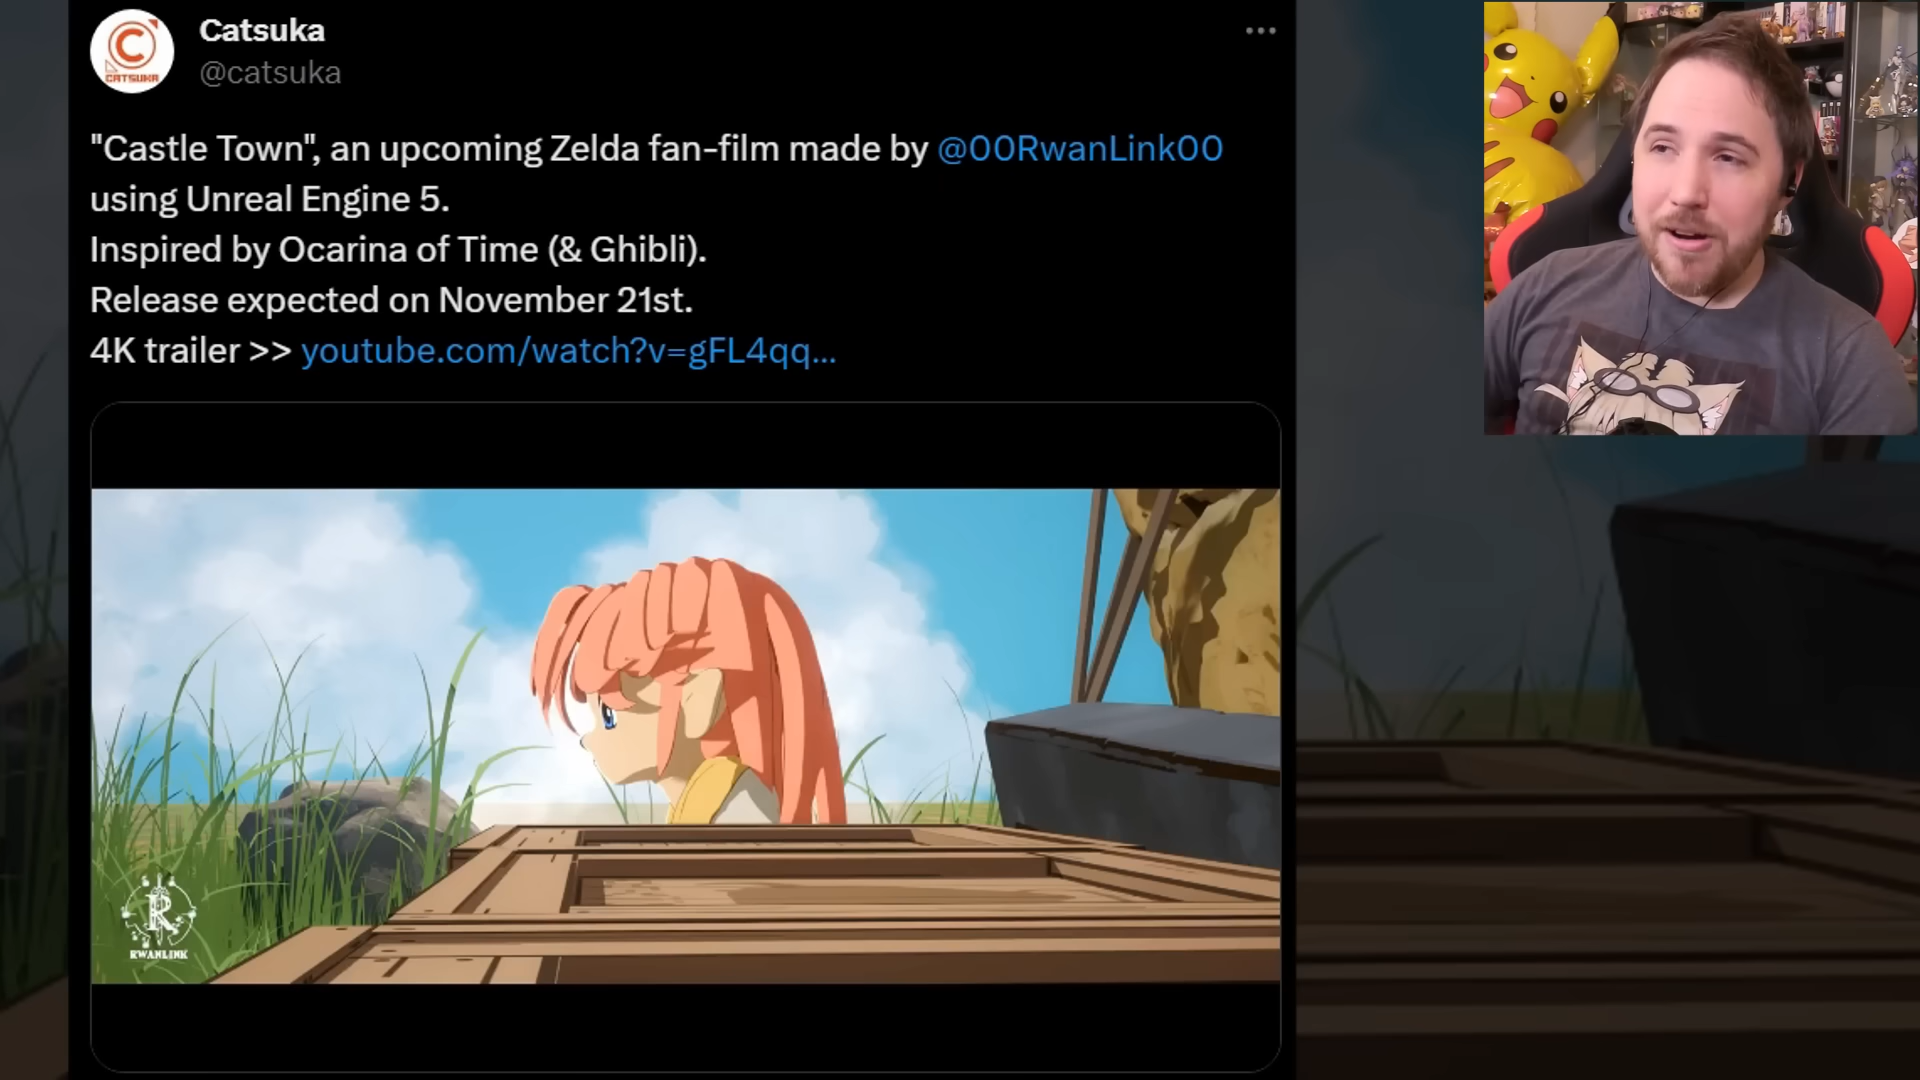 Catsuka
@catsuka
"Castle Town", an upcoming Zelda fan-film made by @00RwanLink00
using Unreal Engine 5.
Inspired by Ocarina of Time (& Ghibli).
Release expected on November 21st.
4K trailer >> youtube.com/watch?v=gFL4qq...
C
CATSUKA
R
RWANLINK